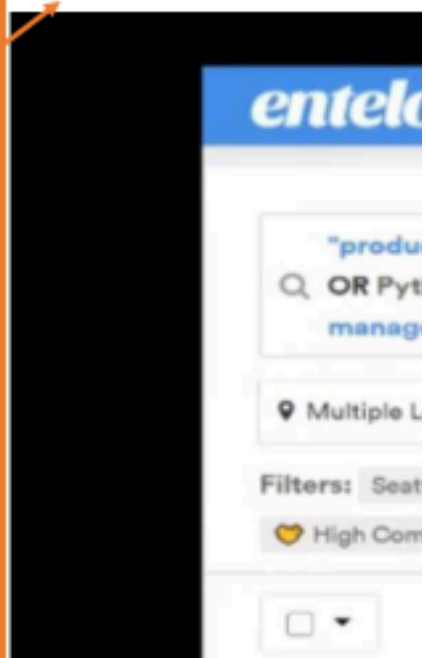 entelo
"produ
OR Pyt
manag
Multiple L
Filters: Seat
High Com